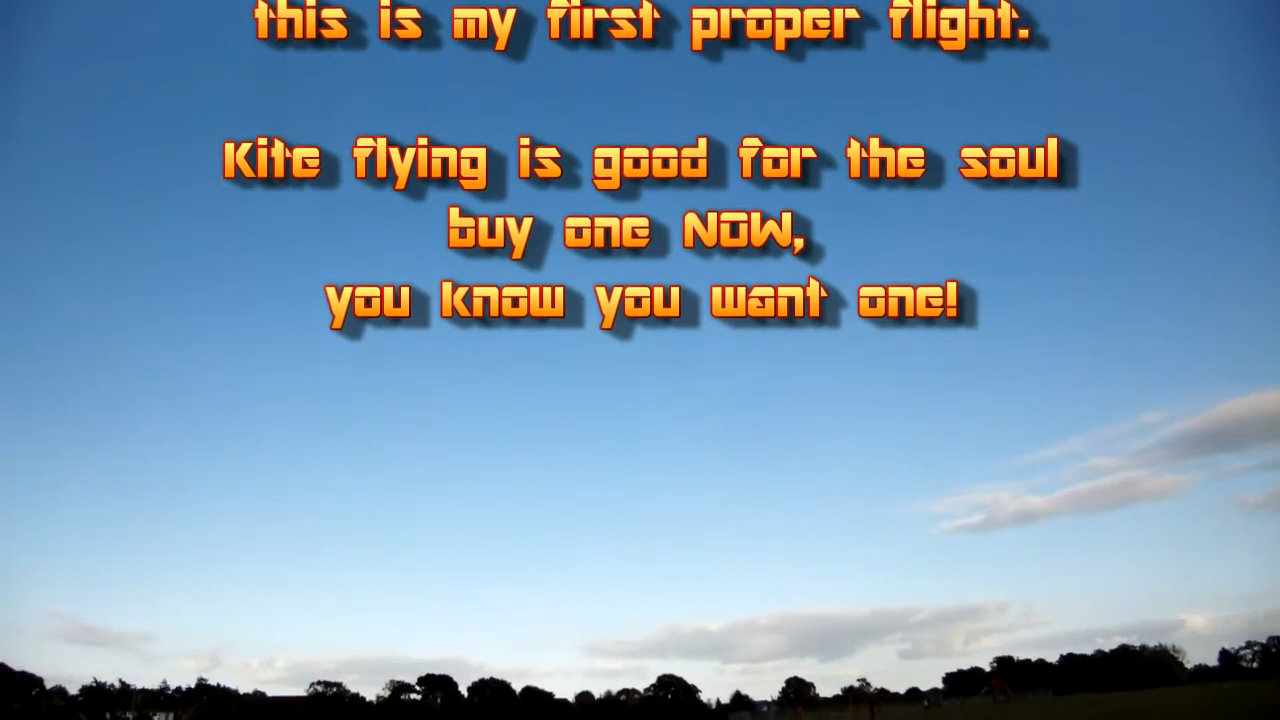 this is my first proper flight.
Kite flying is good for the soul
buy one NOW,
you know you want one!